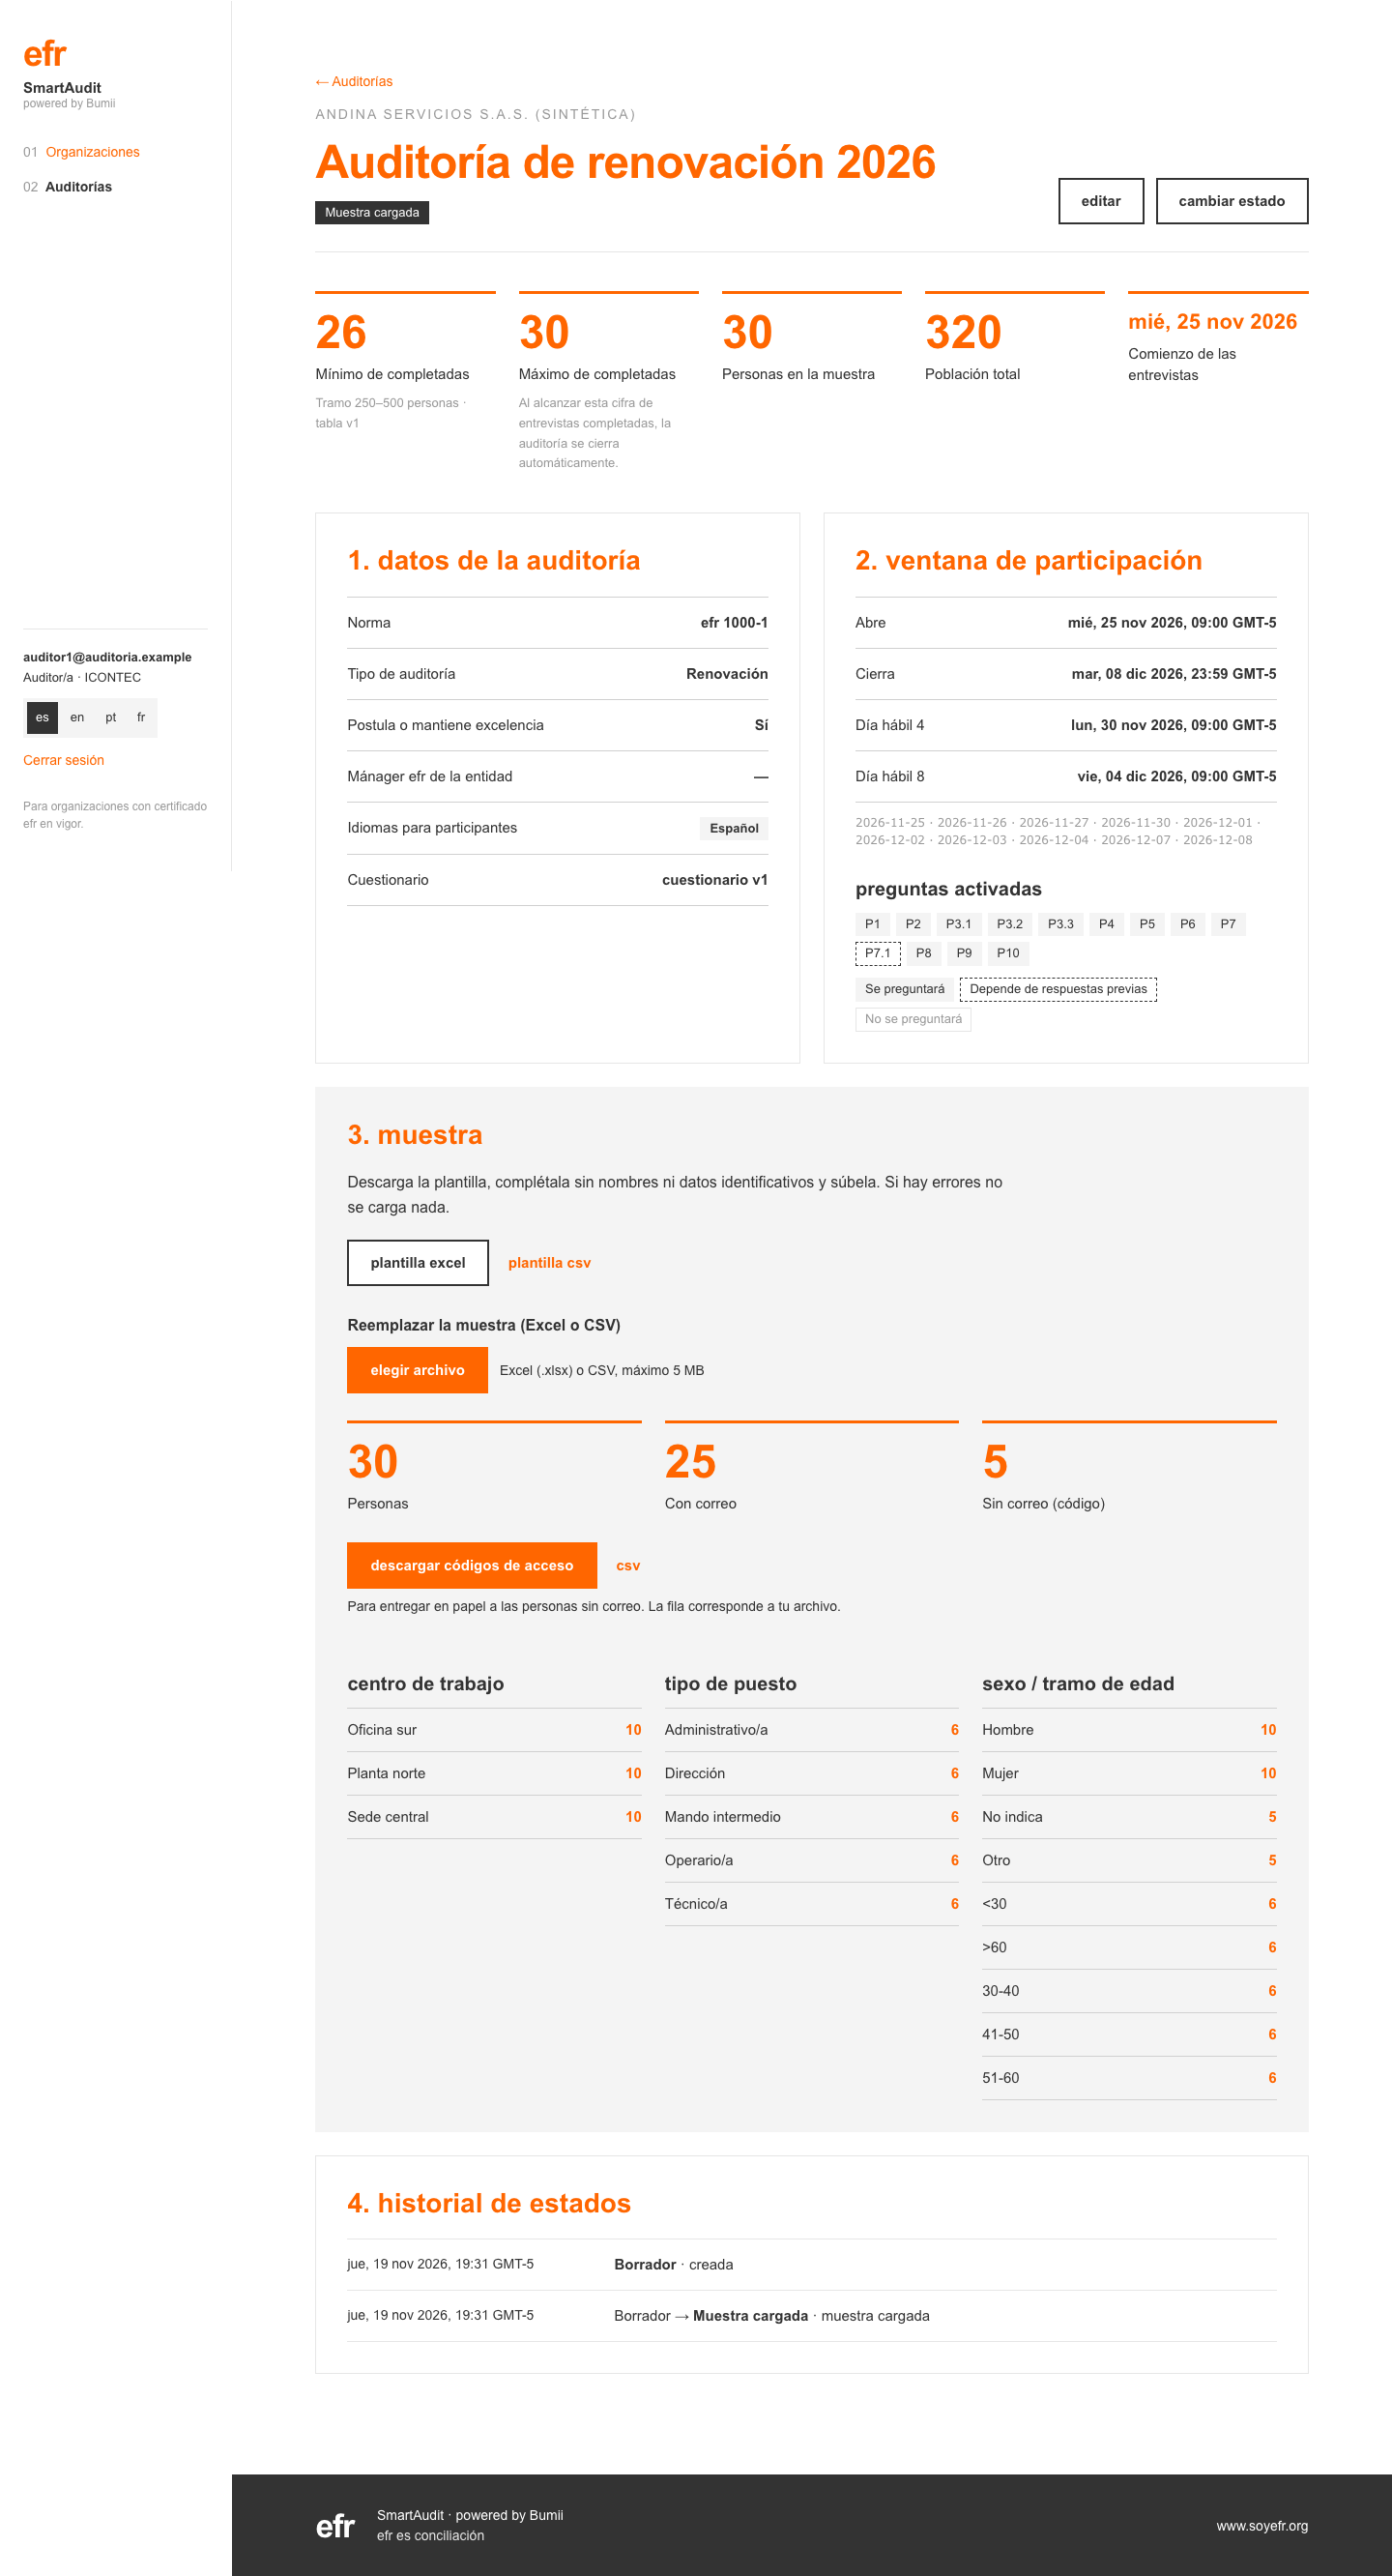 efr
SmartAudit
powered by Bumii
01 Organizaciones
02 Auditorías
auditor1@auditoria.example
Auditor/a · ICONTEC
es en pt fr
Cerrar sesión
Para organizaciones con certificado
efr en vigor.
← Auditorías
ANDINA SERVICIOS S.A.S. (SINTÉTICA)
Auditoría de renovación 2026
Muestra cargada
editar
cambiar estado
26
Mínimo de completadas
Tramo 250–500 personas ·
tabla v1
30
Máximo de completadas
Al alcanzar esta cifra de
entrevistas completadas, la
auditoría se cierra
automáticamente.
30
Personas en la muestra
320
Población total
mié, 25 nov 2026
Comienzo de las
entrevistas
1. datos de la auditoría
Norma efr 1000-1
Tipo de auditoría Renovación
Postula o mantiene excelencia Sí
Mánager efr de la entidad —
Idiomas para participantes Español
Cuestionario cuestionario v1
2. ventana de participación
Abre mié, 25 nov 2026, 09:00 GMT-5
Cierra mar, 08 dic 2026, 23:59 GMT-5
Día hábil 4 lun, 30 nov 2026, 09:00 GMT-5
Día hábil 8 vie, 04 dic 2026, 09:00 GMT-5
2026-11-25 · 2026-11-26 · 2026-11-27 · 2026-11-30 · 2026-12-01 ·
2026-12-02 · 2026-12-03 · 2026-12-04 · 2026-12-07 · 2026-12-08
preguntas activadas
P1 P2 P3.1 P3.2 P3.3 P4 P5 P6 P7
P7.1 P8 P9 P10
Se preguntará Depende de respuestas previas
No se preguntará
3. muestra
Descarga la plantilla, complétala sin nombres ni datos identificativos y súbela. Si hay errores no
se carga nada.
plantilla excel plantilla csv
Reemplazar la muestra (Excel o CSV)
elegir archivo Excel (.xlsx) o CSV, máximo 5 MB
30
Personas
25
Con correo
5
Sin correo (código)
descargar códigos de acceso csv
Para entregar en papel a las personas sin correo. La fila corresponde a tu archivo.
centro de trabajo
Oficina sur 10
Planta norte 10
Sede central 10
tipo de puesto
Administrativo/a 6
Dirección 6
Mando intermedio 6
Operario/a 6
Técnico/a 6
sexo / tramo de edad
Hombre 10
Mujer 10
No indica 5
Otro 5
<30 6
>60 6
30-40 6
41-50 6
51-60 6
4. historial de estados
jue, 19 nov 2026, 19:31 GMT-5 Borrador · creada
jue, 19 nov 2026, 19:31 GMT-5 Borrador → Muestra cargada · muestra cargada
efr
SmartAudit · powered by Bumii
efr es conciliación
www.soyefr.org